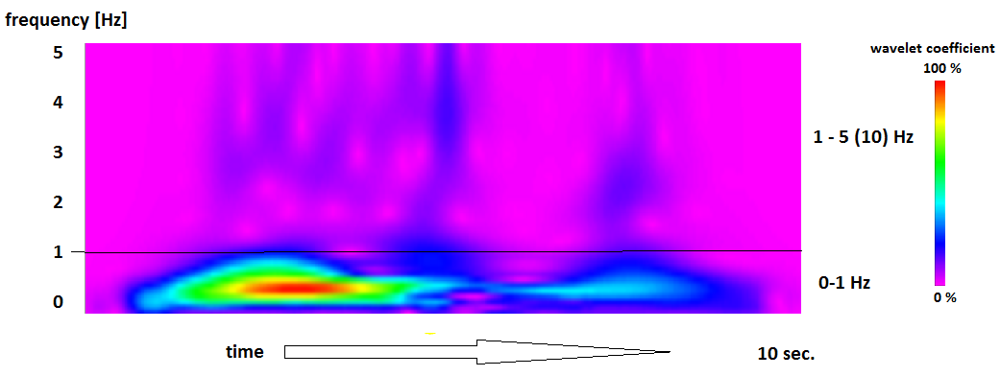 frequency [Hz]
5
4
3
2
1
0
wavelet coefficient
100 %
1 - 5 (10) Hz
0-1 Hz
0 %
time
10 sec.